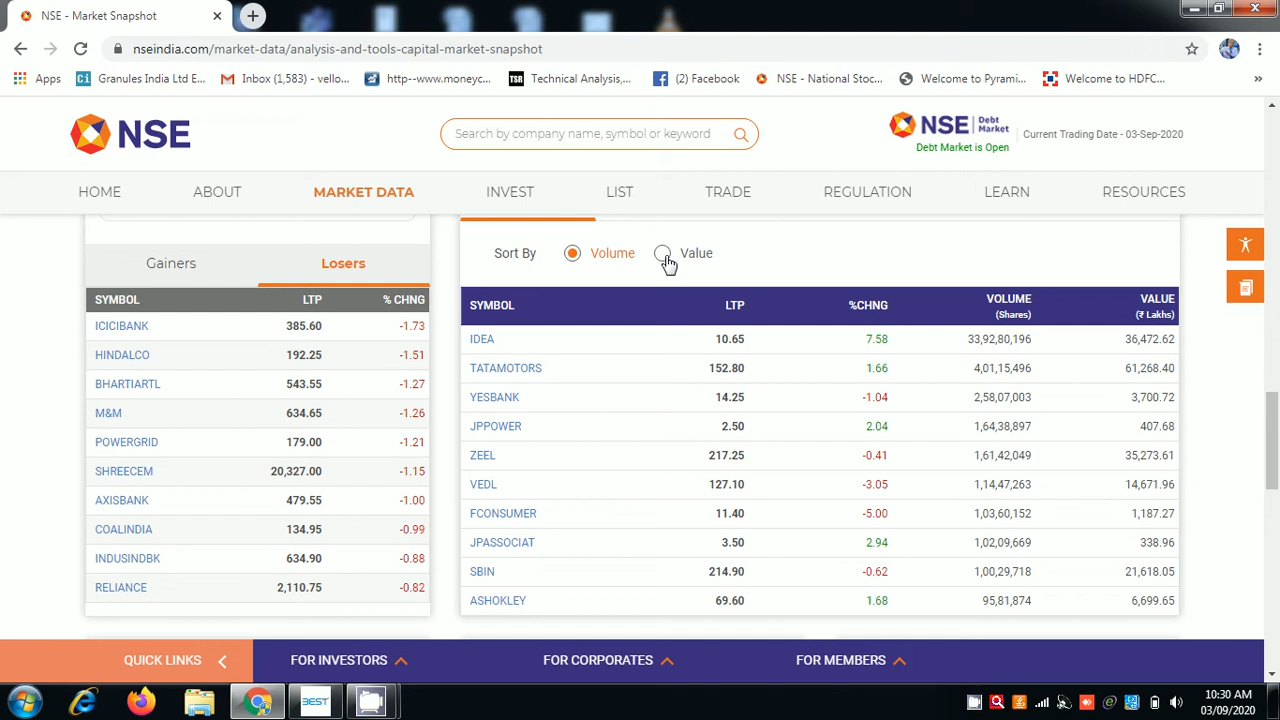 NSE - Market Snapshot
nseindia.com/market-data/analysis-and-tools-capital-market-snapshot
Apps Granules India Ltd E... Inbox (1,583) - vello... http--www.moneyc... Technical Analysis,... (2) Facebook NSE - National Stoc... Welcome to Pyrami... Welcome to HDFC...
NSE
Search by company name, symbol or keyword
NSE Debt Market
Debt Market is Open
Current Trading Date - 03-Sep-2020
HOME ABOUT MARKET DATA INVEST LIST TRADE REGULATION LEARN RESOURCES
Gainers Losers
SYMBOL LTP % CHNG
ICICIBANK 385.60 -1.73
HINDALCO 192.25 -1.51
BHARTIARTL 543.55 -1.27
M&M 634.65 -1.26
POWERGRID 179.00 -1.21
SHREECEM 20,327.00 -1.15
AXISBANK 479.55 -1.00
COALINDIA 134.95 -0.99
INDUSINDBK 634.90 -0.88
RELIANCE 2,110.75 -0.82
Sort By Volume Value
SYMBOL LTP %CHNG VOLUME (Shares) VALUE (₹ Lakhs)
IDEA 10.65 7.58 33,92,80,196 36,472.62
TATAMOTORS 152.80 1.66 4,01,15,496 61,268.40
YESBANK 14.25 -1.04 2,58,07,003 3,700.72
JPPOWER 2.50 2.04 1,64,38,897 407.68
ZEEL 217.25 -0.41 1,61,42,049 35,273.61
VEDL 127.10 -3.05 1,14,47,263 14,671.96
FCONSUMER 11.40 -5.00 1,03,60,152 1,187.27
JPASSOCIAT 3.50 2.94 1,02,09,669 338.96
SBIN 214.90 -0.62 1,00,29,718 21,618.05
ASHOKLEY 69.60 1.68 95,81,874 6,699.65
QUICK LINKS FOR INVESTORS FOR CORPORATES FOR MEMBERS
BEST
10:30 AM
03/09/2020